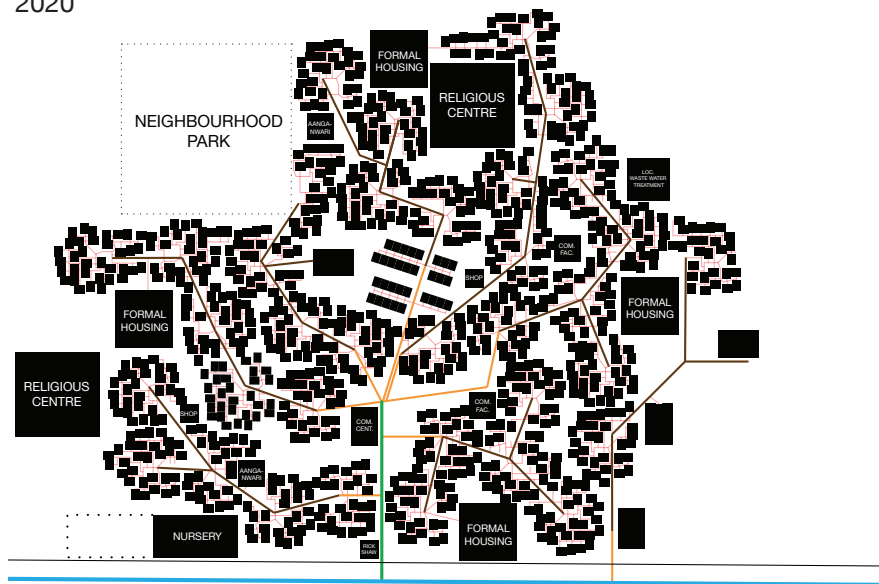 2020
FORMAL
HOUSING
RELIGIOUS
CENTRE
NEIGHBOURHOOD
PARK
AANGA-
NWARI
LOC.
WASTE WATER
TREATMENT
COM.
FAC.
SHOP
FORMAL
HOUSING
FORMAL
HOUSING
RELIGIOUS
CENTRE
SHOP
COM.
CENT.
COM.
FAC.
AANGA-
NWARI
NURSERY
RICK
SHAW
FORMAL
HOUSING